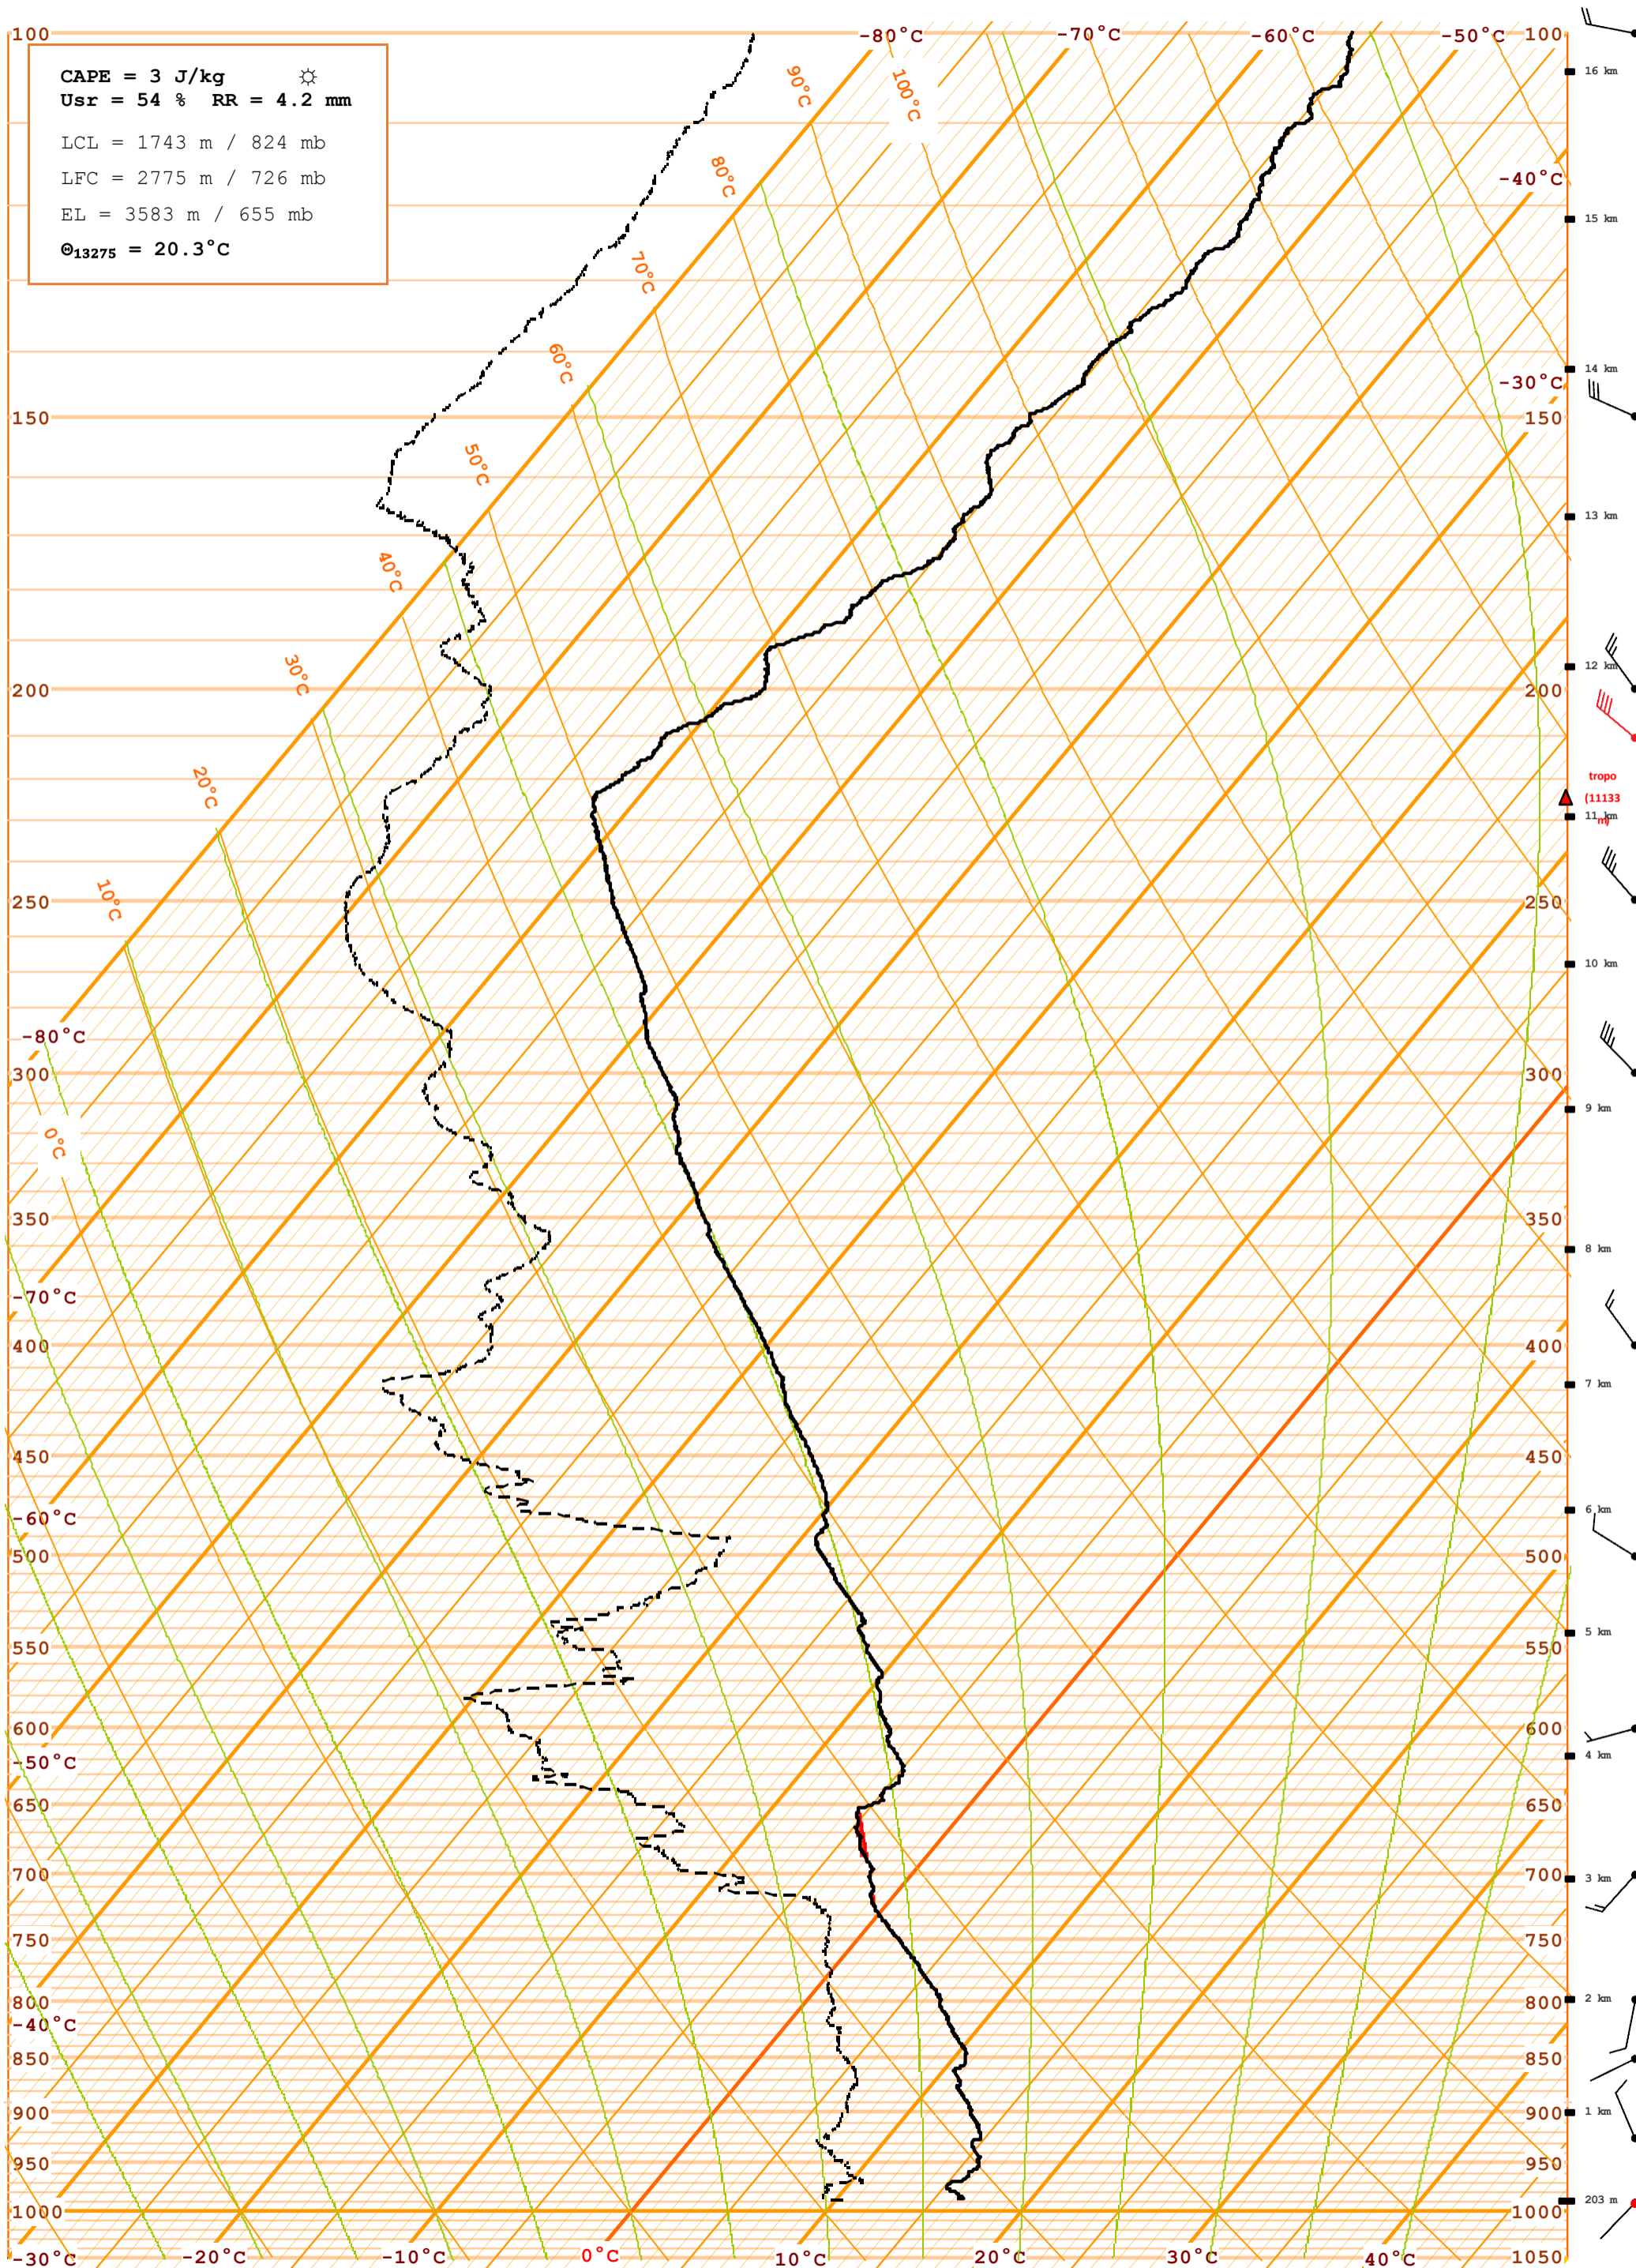 100 -80°C -70°C -60°C -50°C 100
CAPE = 3 J/kg ☼
Usr = 54 % RR = 4.2 mm
LCL = 1743 m / 824 mb
LFC = 2775 m / 726 mb
EL = 3583 m / 655 mb
Θ13275 = 20.3°C
90°C 100°C
16 km
80°C
-40°C
15 km
70°C
60°C
14 km
-30°C
150 150
50°C
13 km
40°C
30°C
12 km
200 200
20°C
tropo
(11133
m)
11 km
10°C
250 250
10 km
-80°C
300 300
9 km
0°C
350 350
8 km
-70°C
400 400
7 km
450 450
6 km
-60°C
500 500
5 km
550 550
600 600
4 km
-50°C
650 650
700 700
3 km
750 750
2 km
800 800
-40°C
850 850
900 900
1 km
950 950
203 m
1000 1000
-30°C -20°C -10°C 0°C 10°C 20°C 30°C 40°C 1050